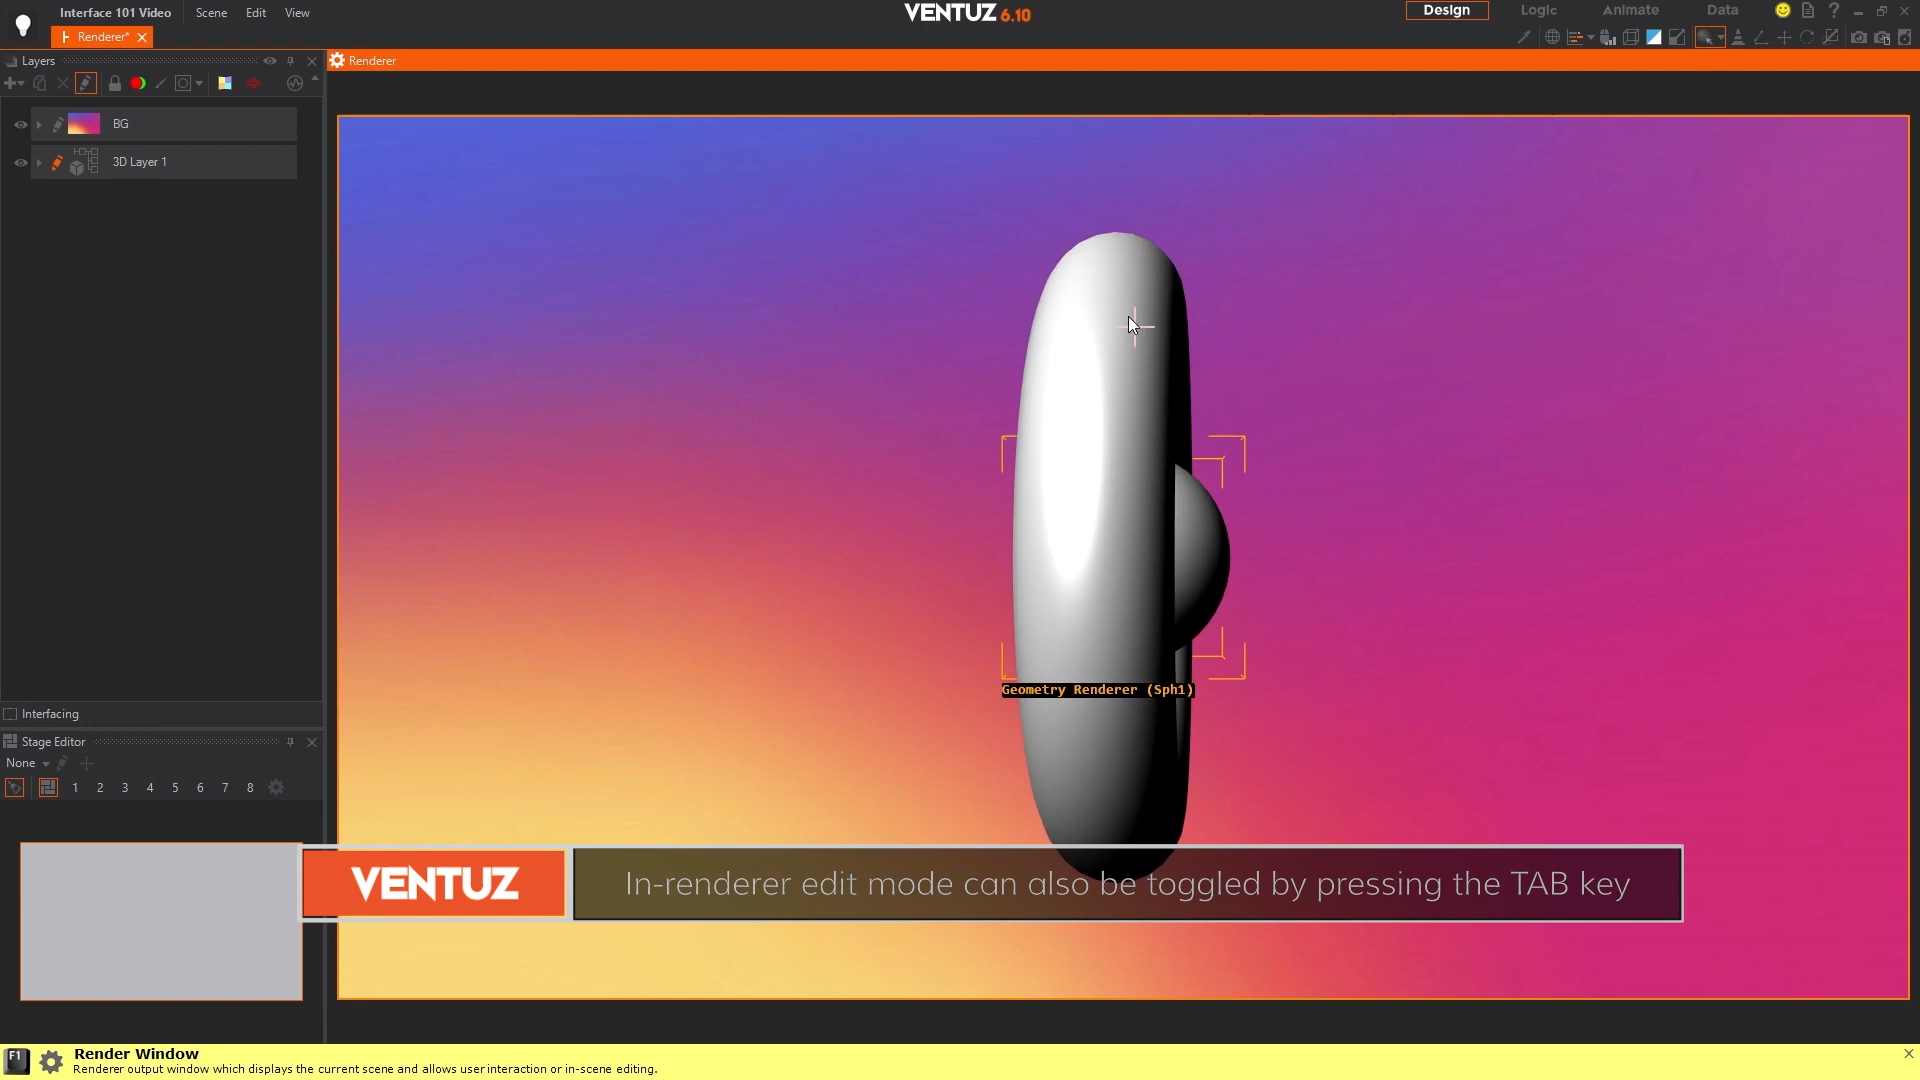 Interface 101 Video Scene Edit View
VENTUZ 6.10
Design Logic Animate Data
Renderer*
Layers
Renderer
BG
3D Layer 1
Geometry Renderer (Sph1)
Interfacing
Stage Editor
None
1 2 3 4 5 6 7 8
VENTUZ
In-renderer edit mode can also be toggled by pressing the TAB key
F1
Render Window
Renderer output window which displays the current scene and allows user interaction or in-scene editing.